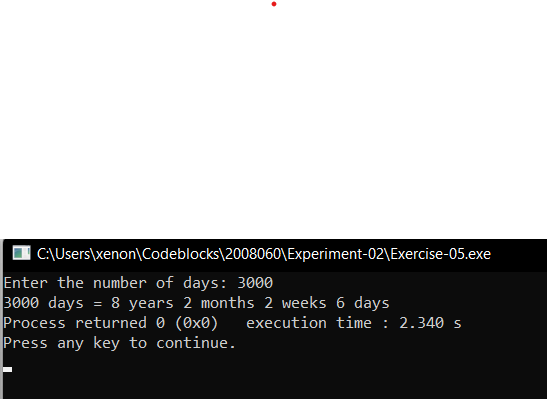 C:\Users\xenon\Codeblocks\2008060\Experiment-02\Exercise-05.exe
Enter the number of days: 3000
3000 days = 8 years 2 months 2 weeks 6 days
Process returned 0 (0x0)   execution time : 2.340 s
Press any key to continue.